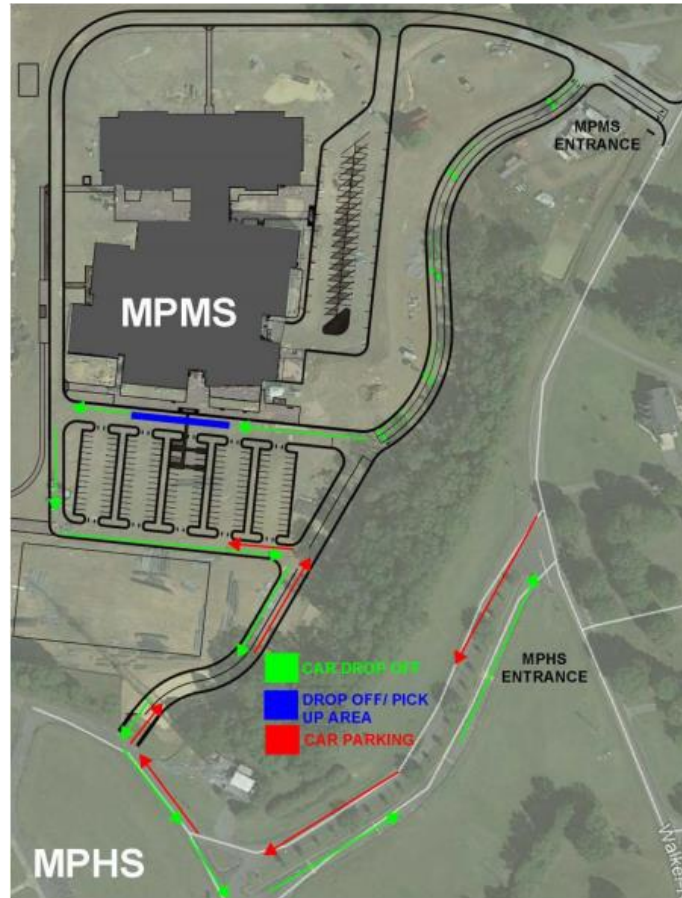 MPMS
ENTRANCE
MPMS
CAR DROP OFF
DROP OFF/ PICK
UP AREA
CAR PARKING
MPHS
ENTRANCE
MPHS